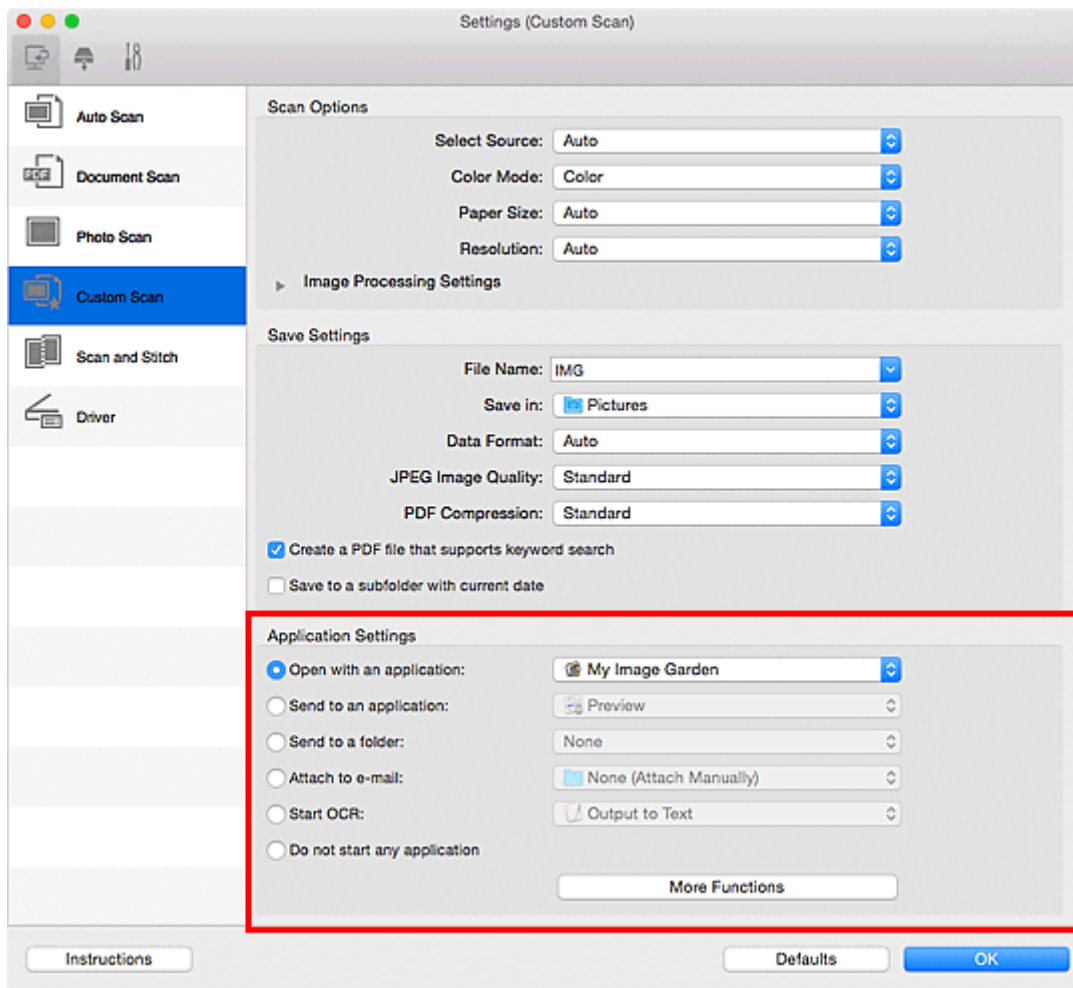 Settings (Custom Scan)
Auto Scan
PDF
Document Scan
Photo Scan
Custom Scan
Scan and Stitch
Driver
Scan Options
Select Source: Auto
Color Mode: Color
Paper Size: Auto
Resolution: Auto
Image Processing Settings
Save Settings
File Name: IMG
Save in: Pictures
Data Format: Auto
JPEG Image Quality: Standard
PDF Compression: Standard
Create a PDF file that supports keyword search
Save to a subfolder with current date
Application Settings
Open with an application: My Image Garden
Send to an application: Preview
Send to a folder: None
Attach to e-mail: None (Attach Manually)
Start OCR: Output to Text
Do not start any application
More Functions
Instructions
Defaults
OK